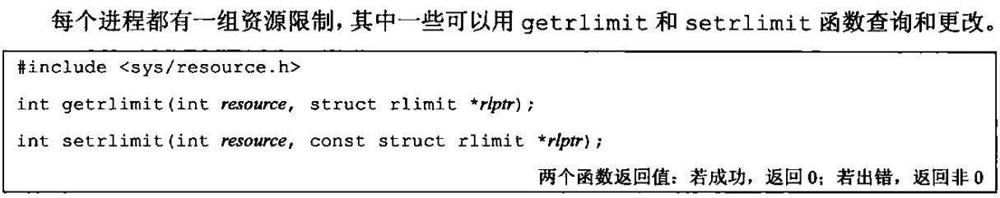 每个进程都有一组资源限制,其中一些可以用 getrlimit 和 setrlimit 函数查询和更改。
#include <sys/resource.h>
int getrlimit(int resource, struct rlimit *rlptr);
int setrlimit(int resource, const struct rlimit *rlptr);
两个函数返回值：若成功，返回 0；若出错，返回非 0